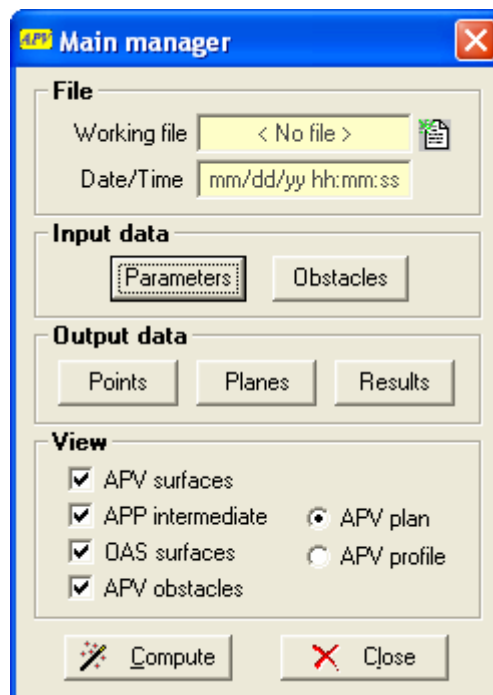 APV Main manager
File
Working file < No file >
Date/Time mm/dd/yy hh:mm:ss
Input data
Parameters Obstacles
Output data
Points Planes Results
View
APV surfaces
APP intermediate APV plan
OAS surfaces APV profile
APV obstacles
Compute Close